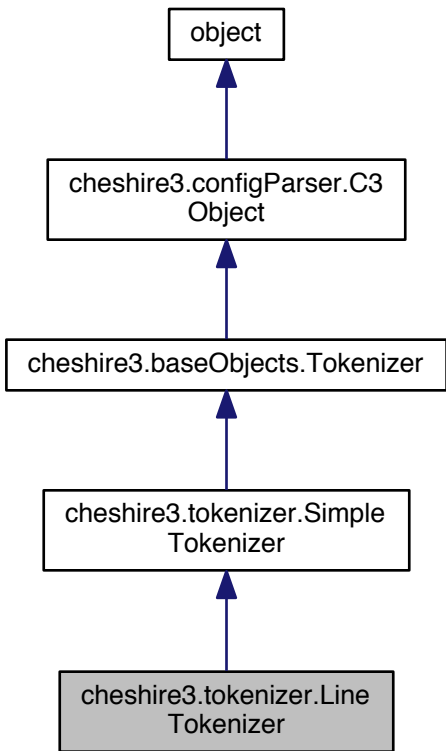 object
cheshire3.configParser.C3
Object
cheshire3.baseObjects.Tokenizer
cheshire3.tokenizer.Simple
Tokenizer
cheshire3.tokenizer.Line
Tokenizer